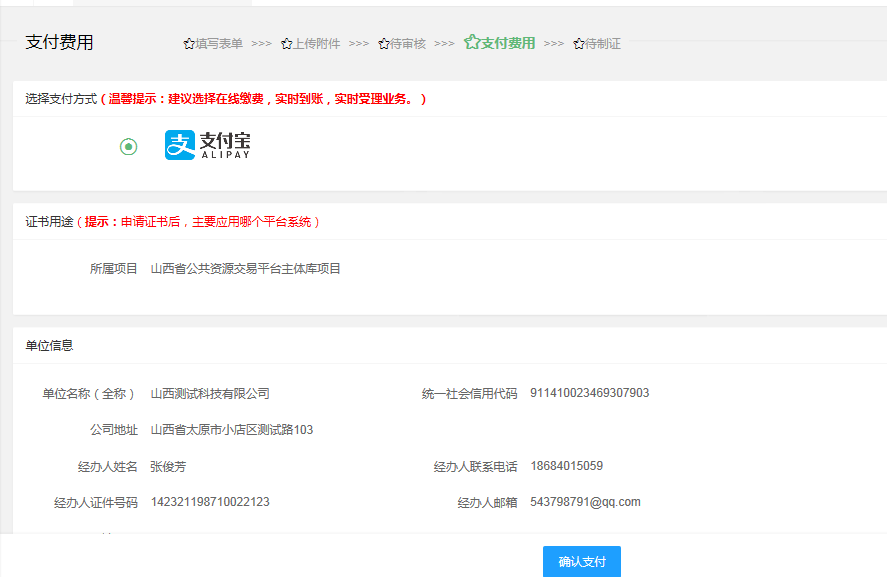 支付费用 填写表单 >>> 上传附件 >>> 待审核 >>> 支付费用 >>> 待制证
选择支付方式（温馨提示：建议选择在线缴费，实时到账，实时受理业务。）
支付宝
ALIPAY
证书用途（提示：申请证书后，主要应用哪个平台系统）
所属项目 山西省公共资源交易平台主体库项目
单位信息
单位名称（全称） 山西测试科技有限公司 统一社会信用代码 911410023469307903
公司地址 山西省太原市小店区测试路103
经办人姓名 张俊芳 经办人联系电话 18684015059
经办人证件号码 142321198710022123 经办人邮箱 543798791@qq.com
确认支付